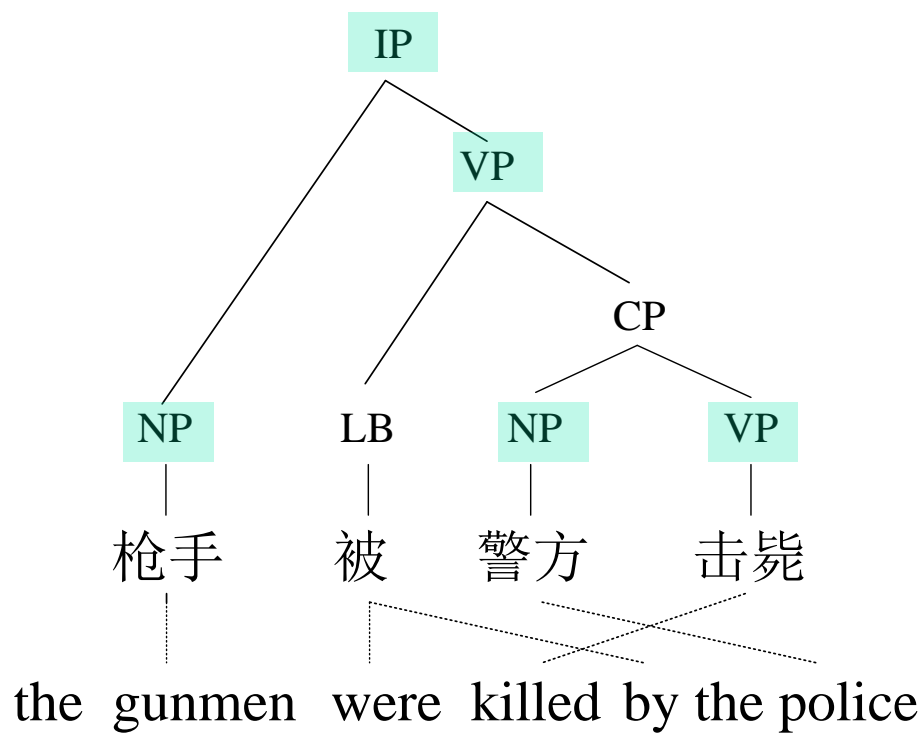 IP
VP
CP
NP LB NP VP
枪手 被 警方 击毙
the gunmen were killed by the police